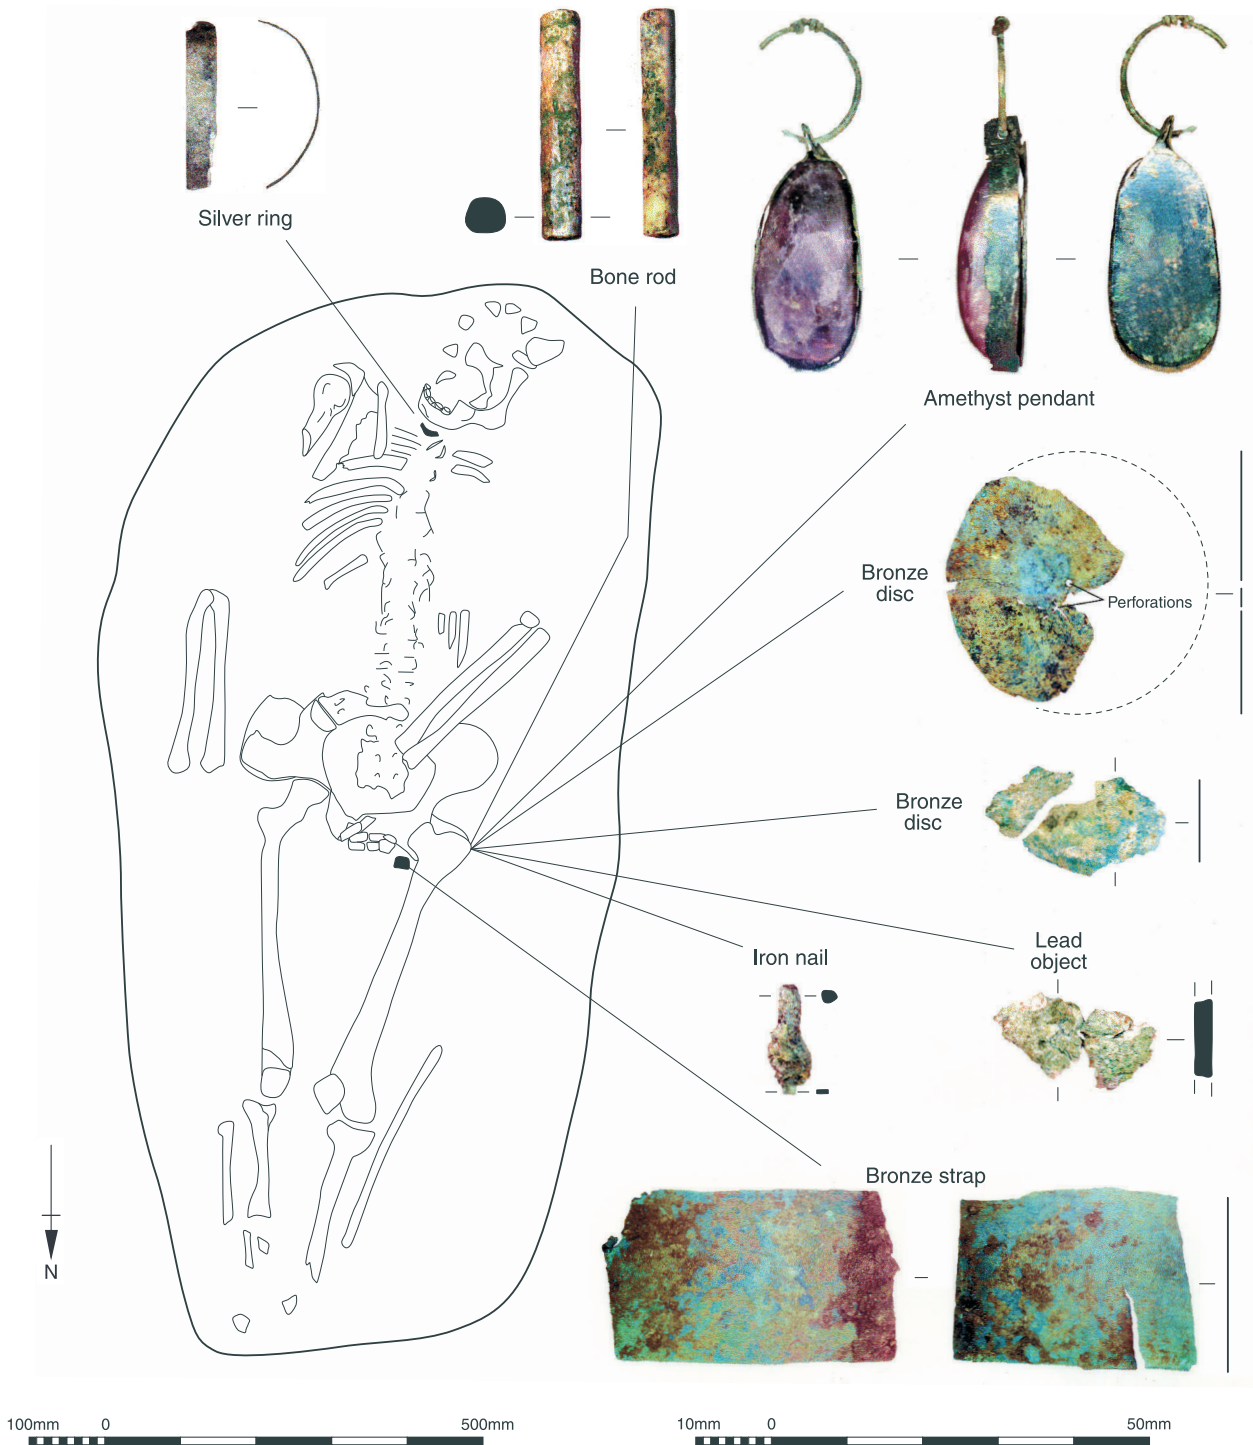 Silver ring
Bone rod
Amethyst pendant
Bronze
disc
Perforations
Bronze
disc
Lead
object
Iron nail
Bronze strap
N
100mm 0 500mm
10mm 0 50mm